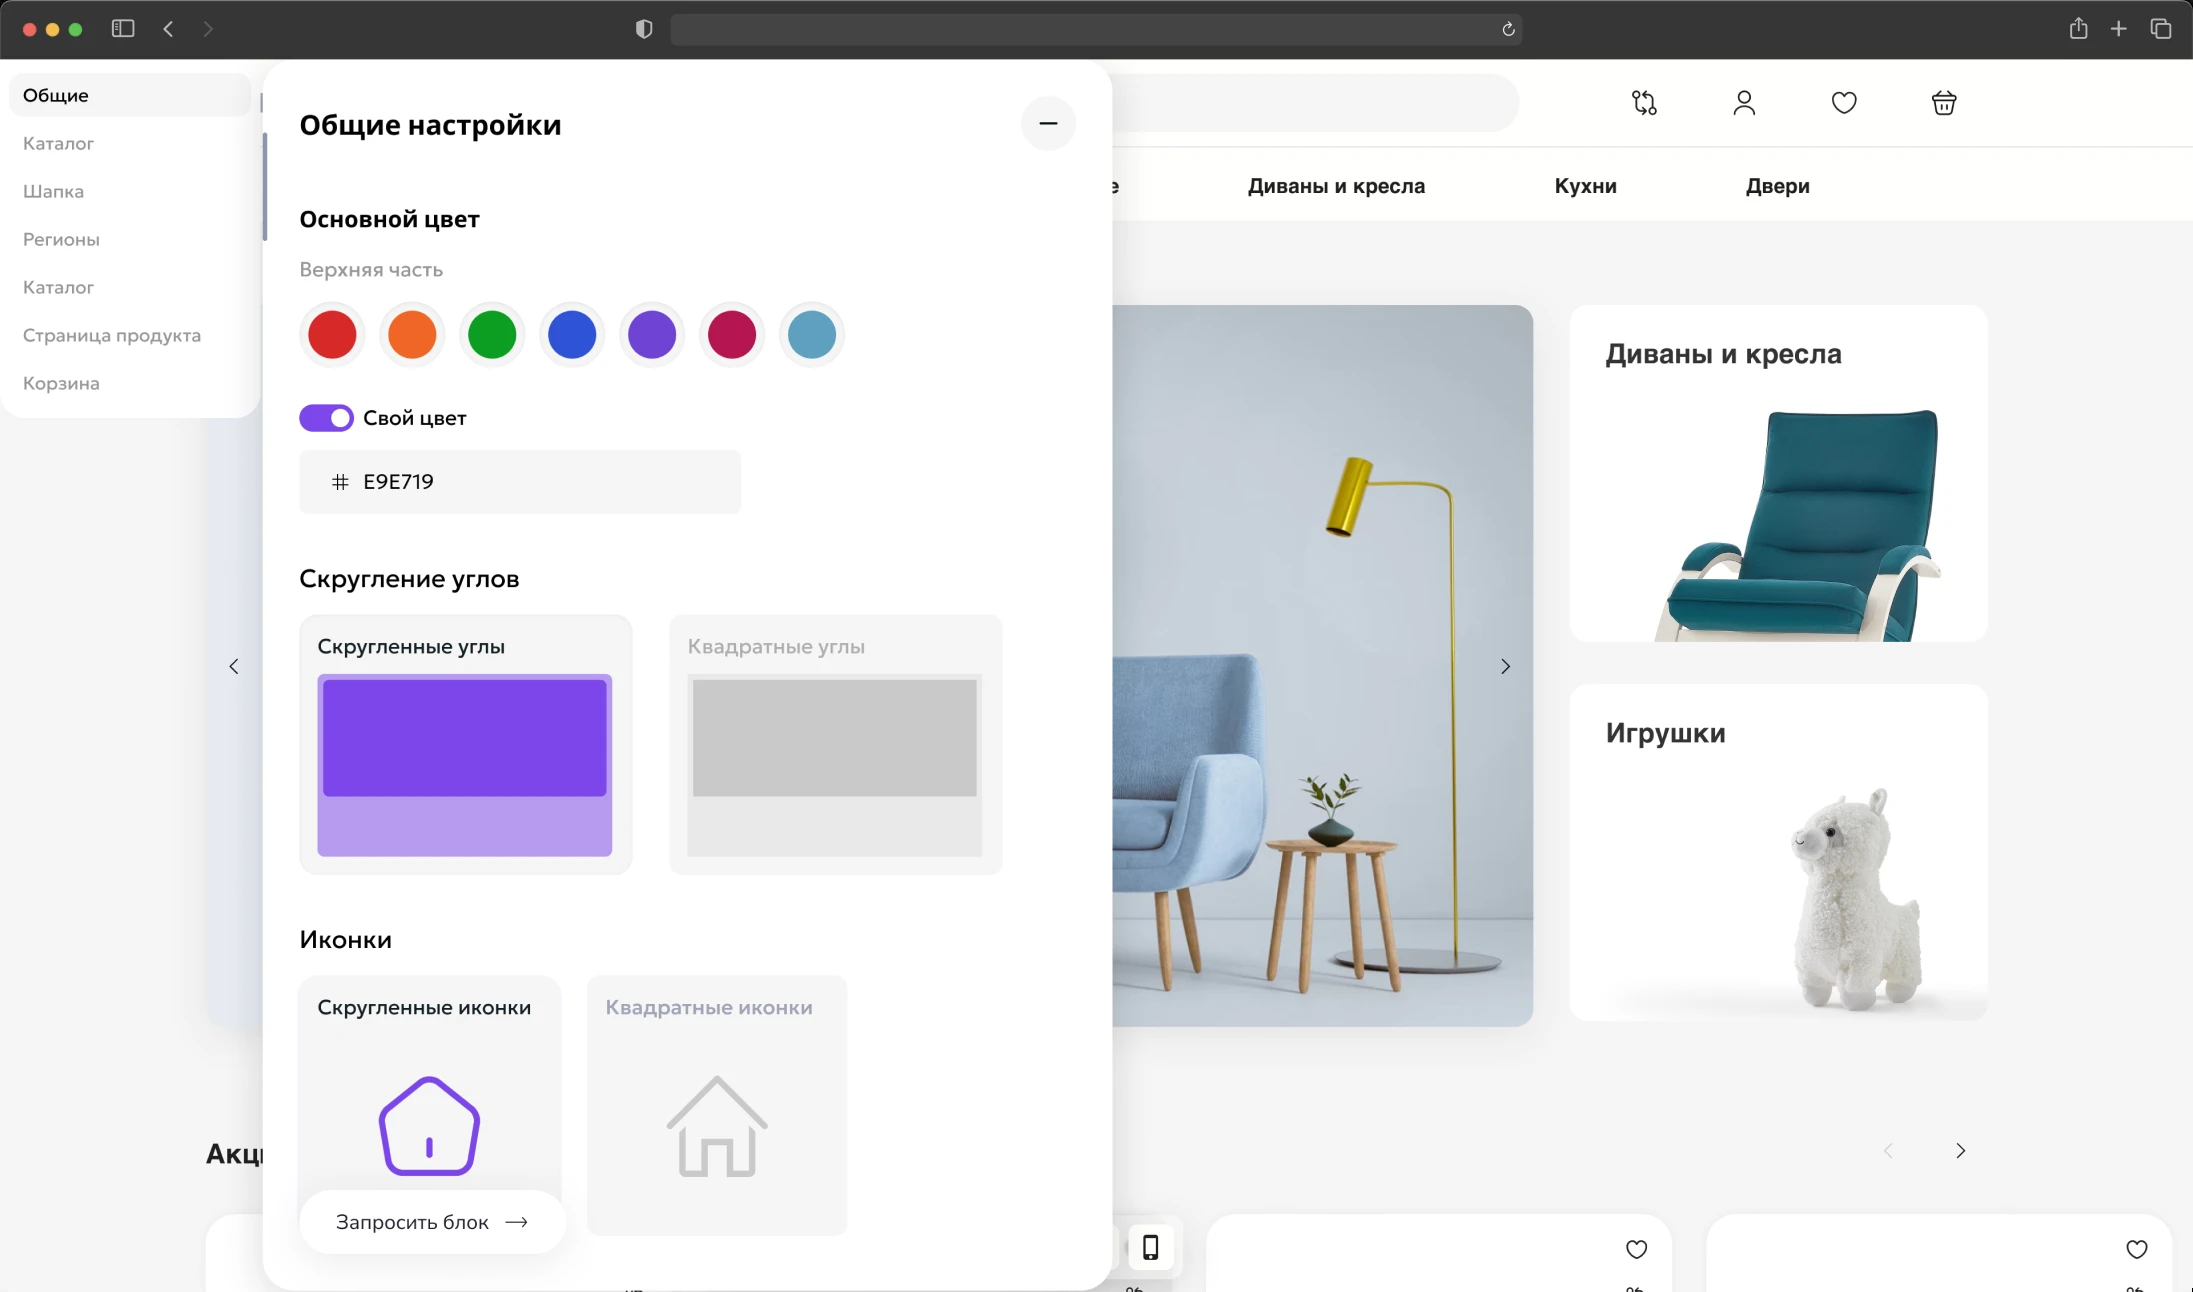 Общие
Каталог
Шапка
Регионы
Каталог
Страница продукта
Корзина
Общие настройки
Основной цвет
Верхняя часть
Свой цвет
# E9E719
Скругление углов
Скругленные углы
Квадратные углы
Иконки
Скругленные иконки
Квадратные иконки
Запросить блок →
Диваны и кресла
Кухни
Двери
Диваны и кресла
Игрушки